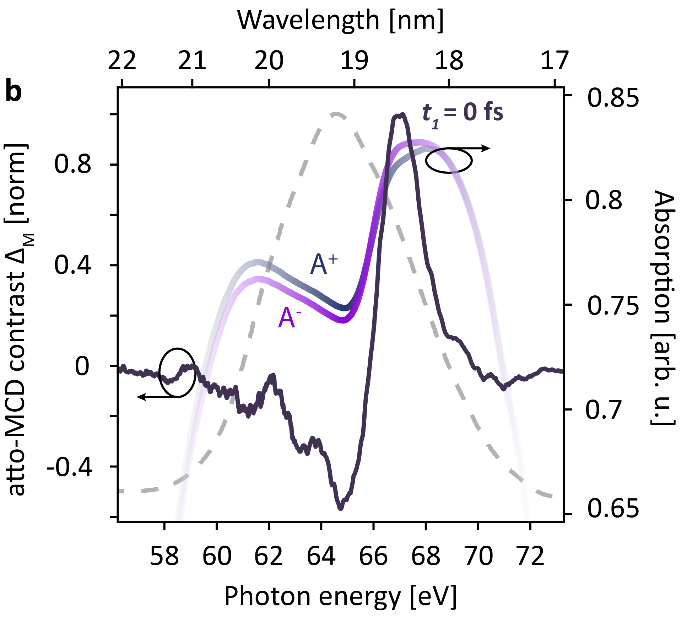 b
Wavelength [nm]
22 21 20 19 18 17
t₁ = 0 fs
atto-MCD contrast Δ_M [norm]
0.8
0.4
0
-0.4
A⁺
A⁻
0.85
0.8
0.75
0.7
0.65
Absorption [arb. u.]
58 60 62 64 66 68 70 72
Photon energy [eV]